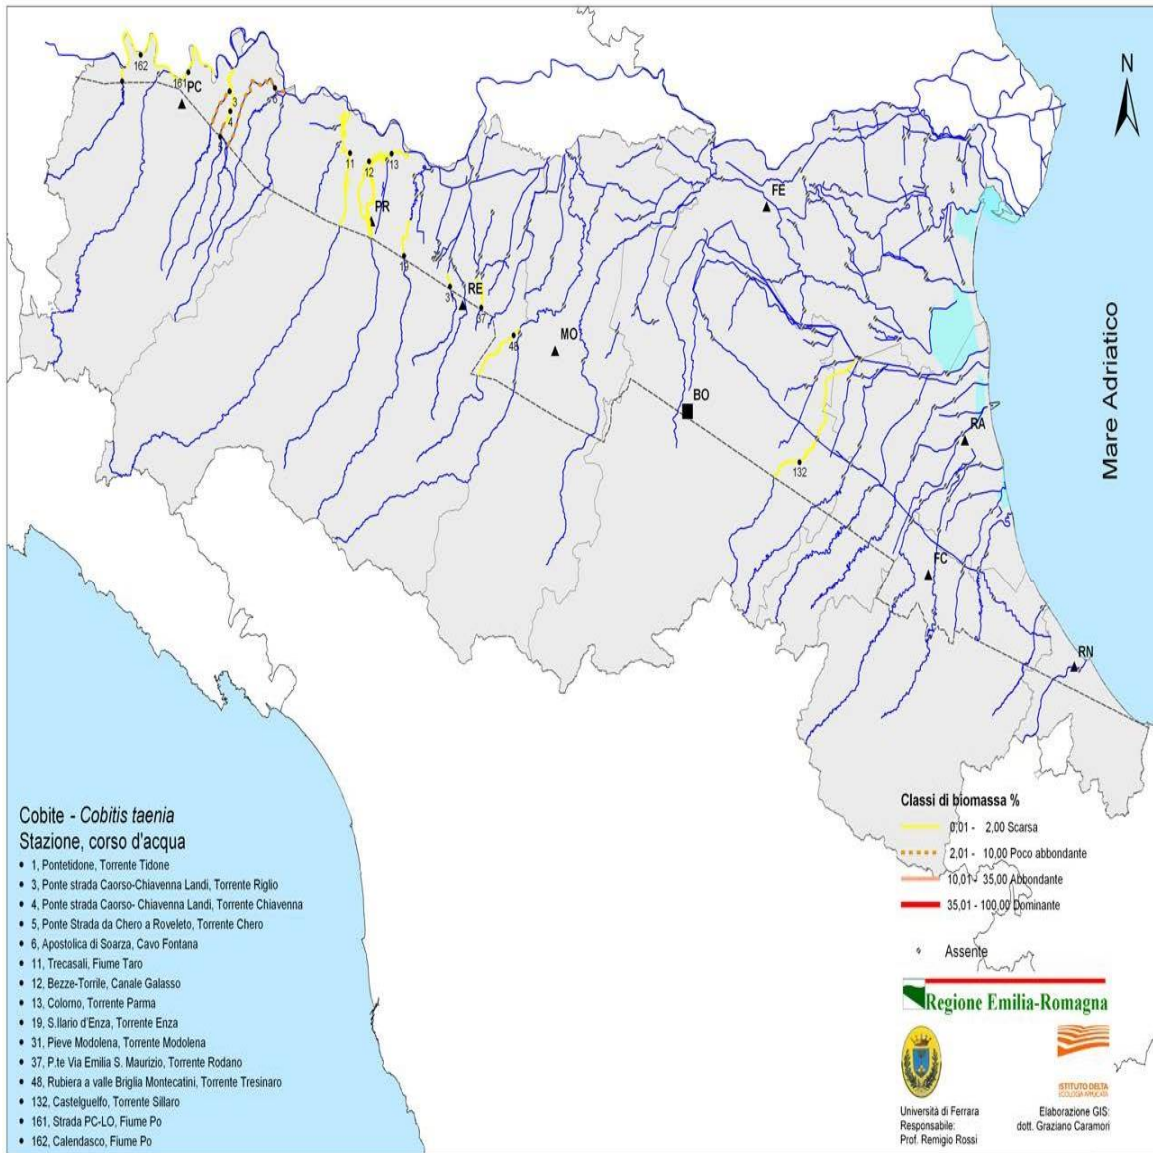 162
161
PC
3
4
5
6
N
11
12
13
PR
FE
19
31
RE
37
48
MO
BO
132
RA
FC
RN
Mare Adriatico
Cobite - Cobitis taenia
Stazione, corso d'acqua
• 1, Pontetidone, Torrente Tidone
• 3, Ponte strada Caorso-Chiavenna Landi, Torrente Riglio
• 4, Ponte strada Caorso- Chiavenna Landi, Torrente Chiavenna
• 5, Ponte Strada da Chero a Roveleto, Torrente Chero
• 6, Apostolica di Soarza, Cavo Fontana
• 11, Trecasali, Fiume Taro
• 12, Bezze-Torrile, Canale Galasso
• 13, Colorno, Torrente Parma
• 19, S.Ilario d'Enza, Torrente Enza
• 31, Pieve Modolena, Torrente Modolena
• 37, P.te Via Emilia S. Maurizio, Torrente Rodano
• 48, Rubiera a valle Briglia Montecatini, Torrente Tresinaro
• 132, Castelguelfo, Torrente Sillaro
• 161, Strada PC-LO, Fiume Po
• 162, Calendasco, Fiume Po
Classi di biomassa %
0,01 - 2,00 Scarsa
2,01 - 10,00 Poco abbondante
10,01 - 35,00 Abbondante
35,01 - 100,00 Dominante
Assente
Regione Emilia-Romagna
ISTITUTO DELTA
ECOLOGIA APPLICATA
Università di Ferrara
Responsabile:
Prof. Remigio Rossi
Elaborazione GIS:
dott. Graziano Caramori